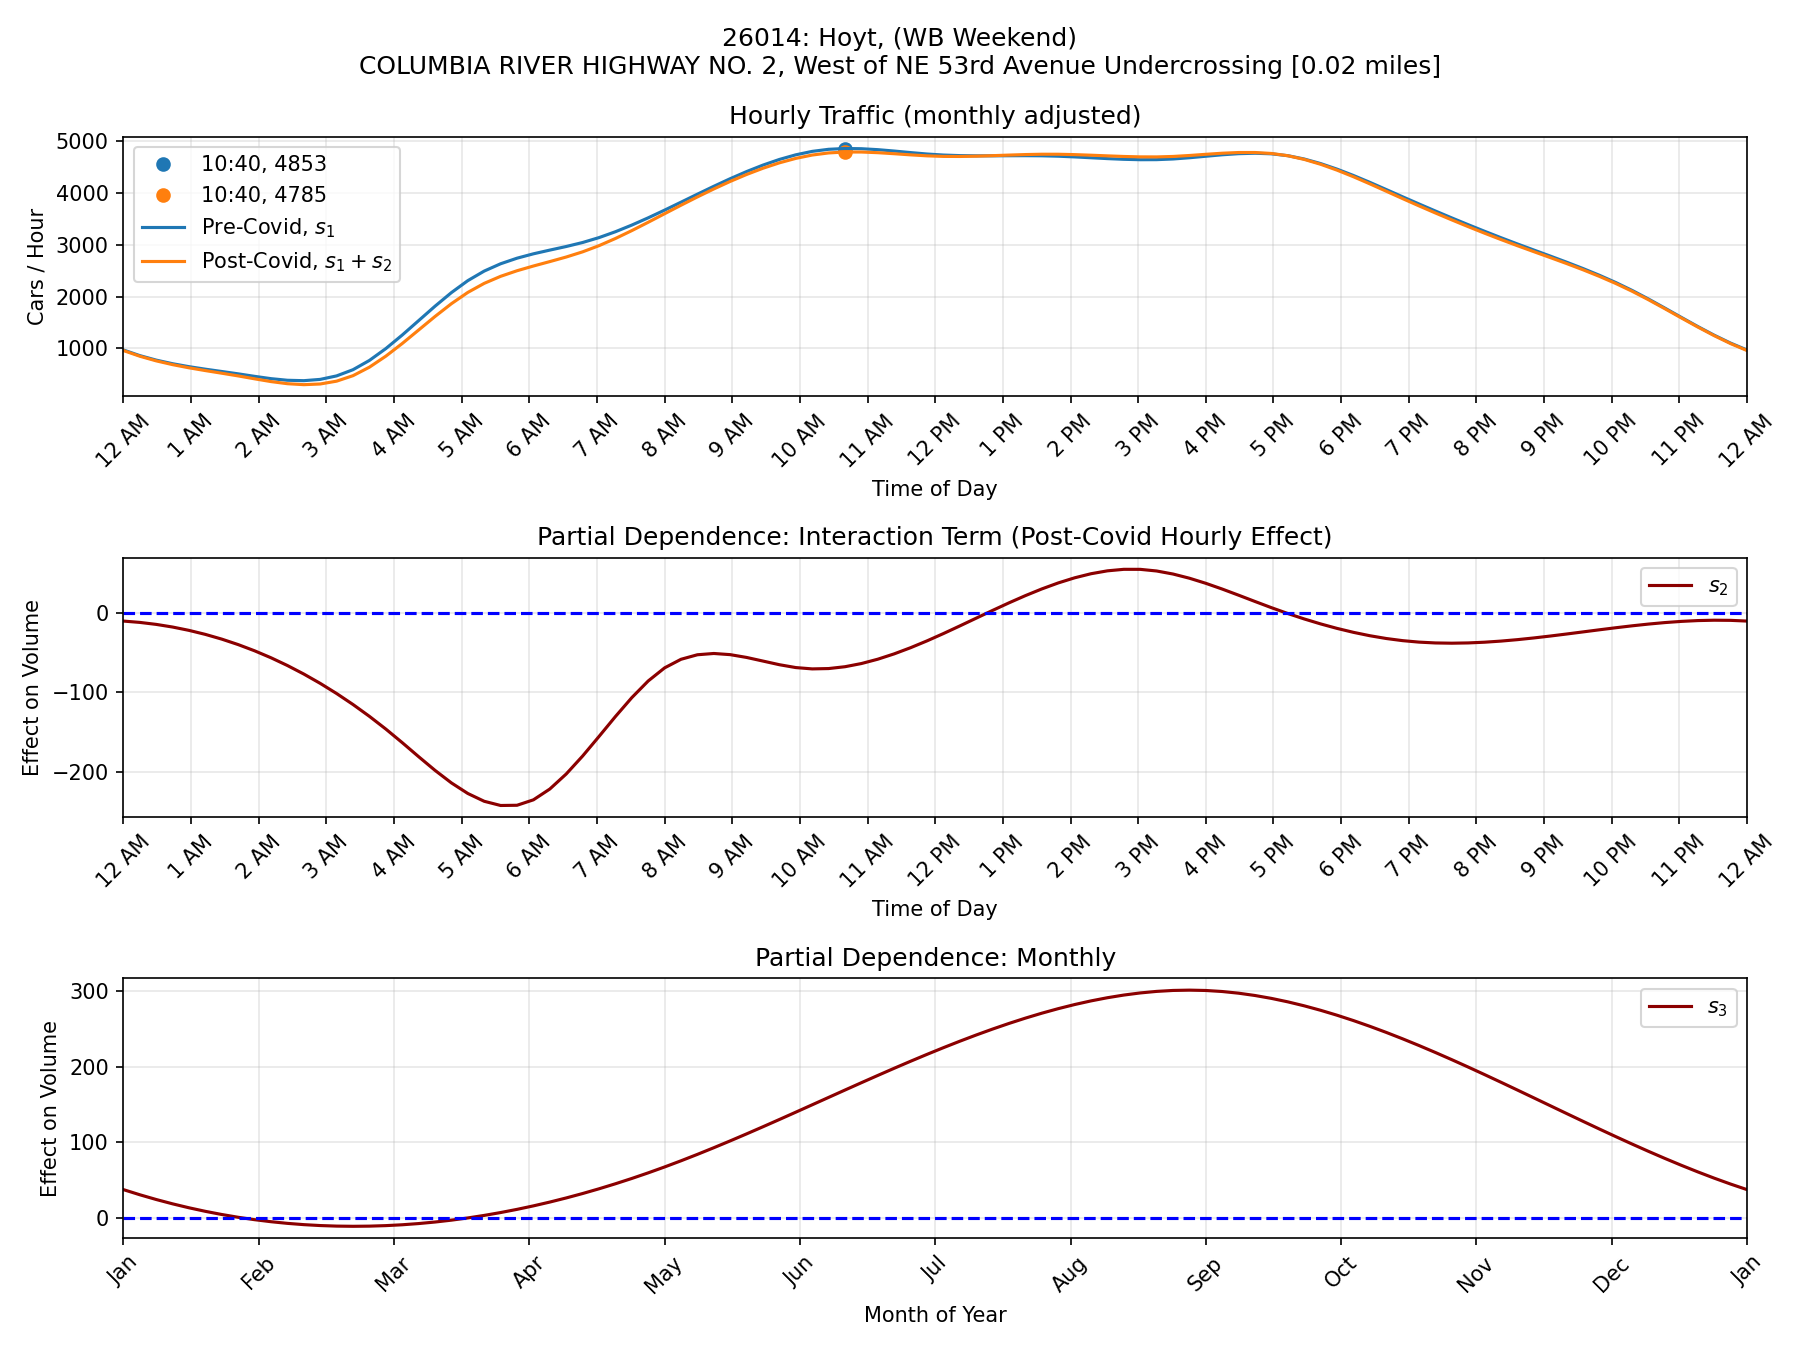 26014: Hoyt, (WB Weekend)
COLUMBIA RIVER HIGHWAY NO. 2, West of NE 53rd Avenue Undercrossing [0.02 miles]
Hourly Traffic (monthly adjusted)
Cars / Hour
5000
4000
3000
2000
1000
10:40, 4853
10:40, 4785
Pre-Covid, s₁
Post-Covid, s₁ + s₂
12 AM 1 AM 2 AM 3 AM 4 AM 5 AM 6 AM 7 AM 8 AM 9 AM 10 AM 11 AM 12 PM 1 PM 2 PM 3 PM 4 PM 5 PM 6 PM 7 PM 8 PM 9 PM 10 PM 11 PM 12 AM
Time of Day
Partial Dependence: Interaction Term (Post-Covid Hourly Effect)
Effect on Volume
0
−100
−200
s₂
12 AM 1 AM 2 AM 3 AM 4 AM 5 AM 6 AM 7 AM 8 AM 9 AM 10 AM 11 AM 12 PM 1 PM 2 PM 3 PM 4 PM 5 PM 6 PM 7 PM 8 PM 9 PM 10 PM 11 PM 12 AM
Time of Day
Partial Dependence: Monthly
Effect on Volume
300
200
100
0
s₃
Jan Feb Mar Apr May Jun Jul Aug Sep Oct Nov Dec Jan
Month of Year